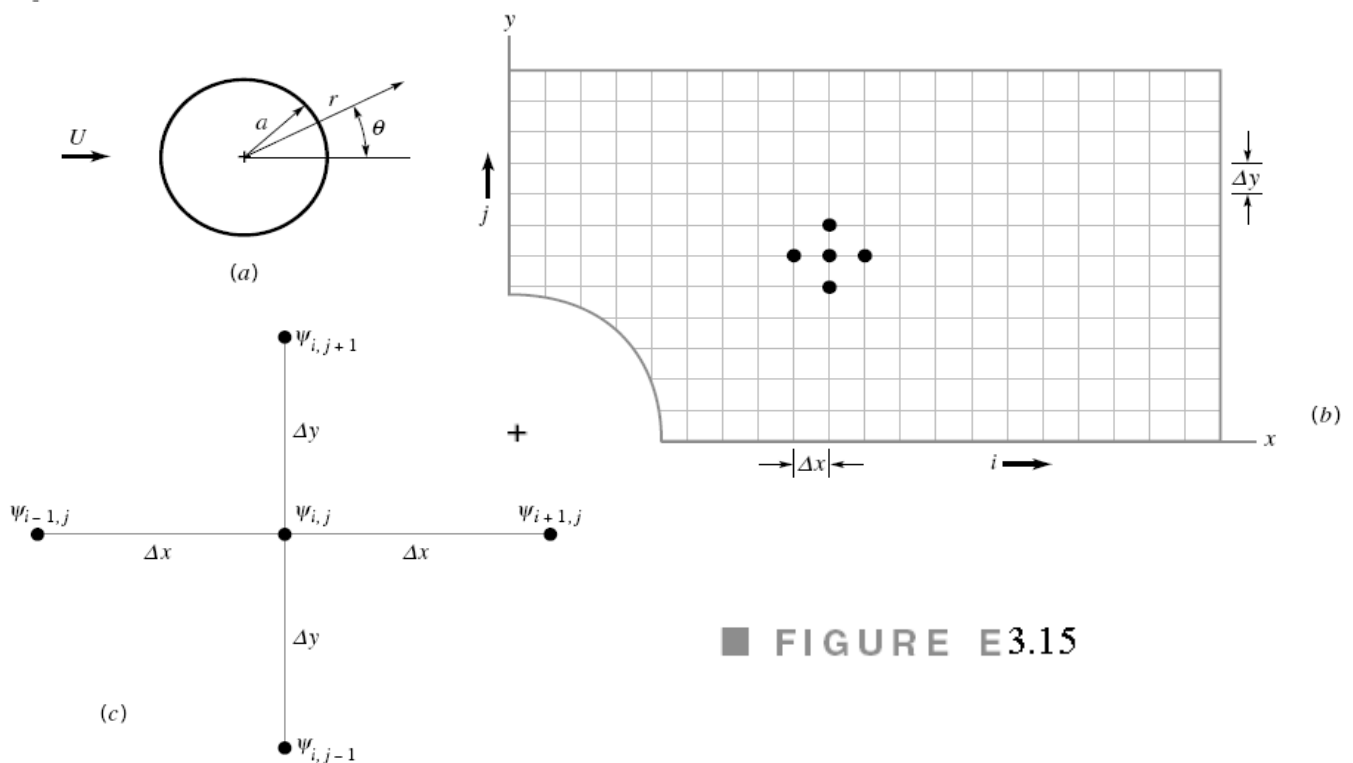 y
U
a
r
θ
(a)
j
Δy
Δx
i
x
(b)
ψi, j + 1
Δy
ψi − 1, j
ψi, j
ψi + 1, j
Δx
Δx
Δy
ψi, j − 1
(c)
FIGURE E3.15